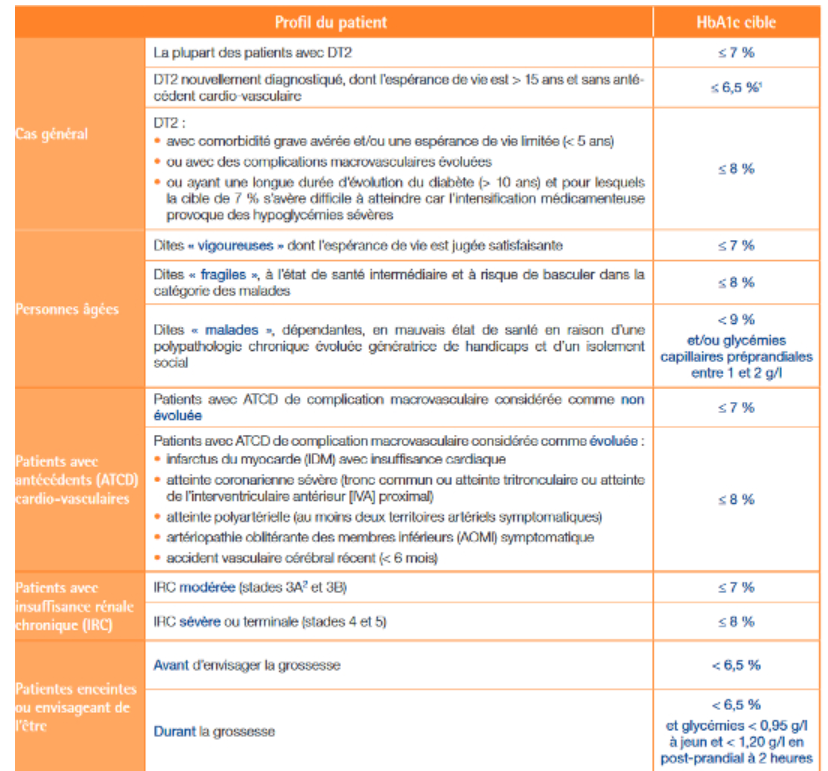 Profil du patient
HbA1c cible
Cas général
La plupart des patients avec DT2
≤ 7 %
DT2 nouvellement diagnostiqué, dont l'espérance de vie est > 15 ans et sans anté-
cédent cardio-vasculaire
≤ 6,5 %¹
DT2 :
• avec comorbidité grave avérée et/ou une espérance de vie limitée (< 5 ans)
• ou avec des complications macrovasculaires évoluées
• ou ayant une longue durée d'évolution du diabète (> 10 ans) et pour lesquels
la cible de 7 % s'avère difficile à atteindre car l'intensification médicamenteuse
provoque des hypoglycémies sévères
≤ 8 %
Personnes âgées
Dites « vigoureuses » dont l'espérance de vie est jugée satisfaisante
≤ 7 %
Dites « fragiles », à l'état de santé intermédiaire et à risque de basculer dans la
catégorie des malades
≤ 8 %
Dites « malades », dépendantes, en mauvais état de santé en raison d'une
polypathologie chronique évoluée génératrice de handicaps et d'un isolement
social
< 9 %
et/ou glycémies
capillaires préprandiales
entre 1 et 2 g/l
Patients avec
antécédents (ATCD)
cardio-vasculaires
Patients avec ATCD de complication macrovasculaire considérée comme non
évoluée
≤ 7 %
Patients avec ATCD de complication macrovasculaire considérée comme évoluée :
• infarctus du myocarde (IDM) avec insuffisance cardiaque
• atteinte coronarienne sévère (tronc commun ou atteinte tritronculaire ou atteinte
de l'interventriculaire antérieur [IVA] proximal)
• atteinte polyartérielle (au moins deux territoires artériels symptomatiques)
• artériopathie oblitérante des membres inférieurs (AOMI) symptomatique
• accident vasculaire cérébral récent (< 6 mois)
≤ 8 %
Patients avec
insuffisance rénale
chronique (IRC)
IRC modérée (stades 3A² et 3B)
≤ 7 %
IRC sévère ou terminale (stades 4 et 5)
≤ 8 %
Patientes enceintes
ou envisageant de
l'être
Avant d'envisager la grossesse
< 6,5 %
Durant la grossesse
< 6,5 %
et glycémies < 0,95 g/l
à jeun et < 1,20 g/l en
post-prandial à 2 heures